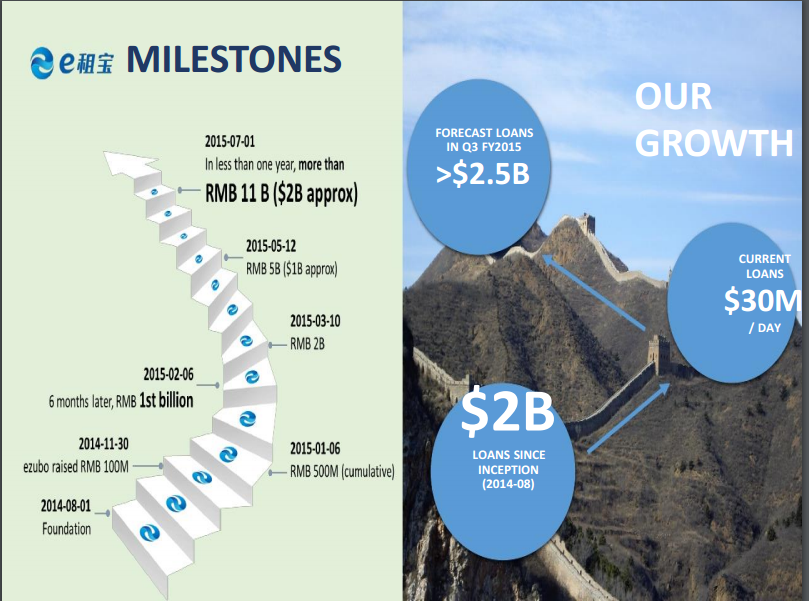 e租宝 MILESTONES
2015-07-01
In less than one year, more than
RMB 11 B ($2B approx)
2015-05-12
RMB 5B ($1B approx)
2015-03-10
RMB 2B
2015-02-06
6 months later, RMB 1st billion
2014-11-30
ezubo raised RMB 100M
2015-01-06
RMB 500M (cumulative)
2014-08-01
Foundation
OUR
GROWTH
FORECAST LOANS
IN Q3 FY2015
>$2.5B
CURRENT
LOANS
$30M
/ DAY
$2B
LOANS SINCE
INCEPTION
(2014-08)